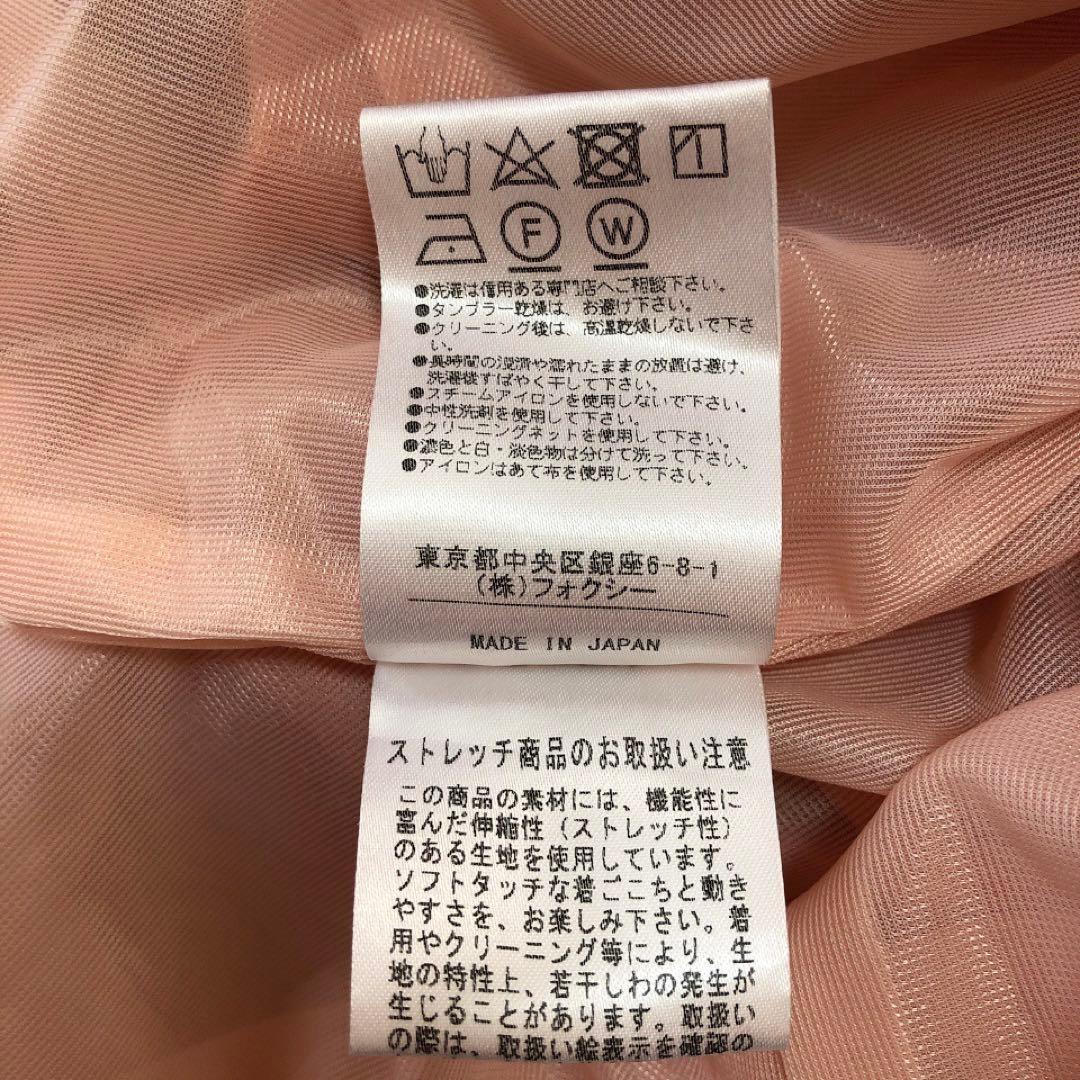 F W
●洗濯は信用ある専門店へご相談下さい。
●タンブラー乾燥は、お避け下さい。
●クリーニング後は、高温乾燥しないで下さ
い。
●長時間の浸漬や濡れたままの放置は避け、
洗濯後すばやく干して下さい。
●スチームアイロンを使用しないで下さい。
●中性洗剤を使用して下さい。
●クリーニングネットを使用して下さい。
●濃色と白・淡色物は分けて洗って下さい。
●アイロンはあて布を使用して下さい。
東京都中央区銀座6-8-1
(株)フォクシー
MADE IN JAPAN
ストレッチ商品のお取扱い注意
この商品の素材には、機能性に
富んだ伸縮性(ストレッチ性)
のある生地を使用しています。
ソフトタッチな着ごこちと動き
やすさを、お楽しみ下さい。着
用やクリーニング等により、生
地の特性上、若干しわの発生が
生じることがあります。取扱い
の際は、取扱い絵表示を確認の